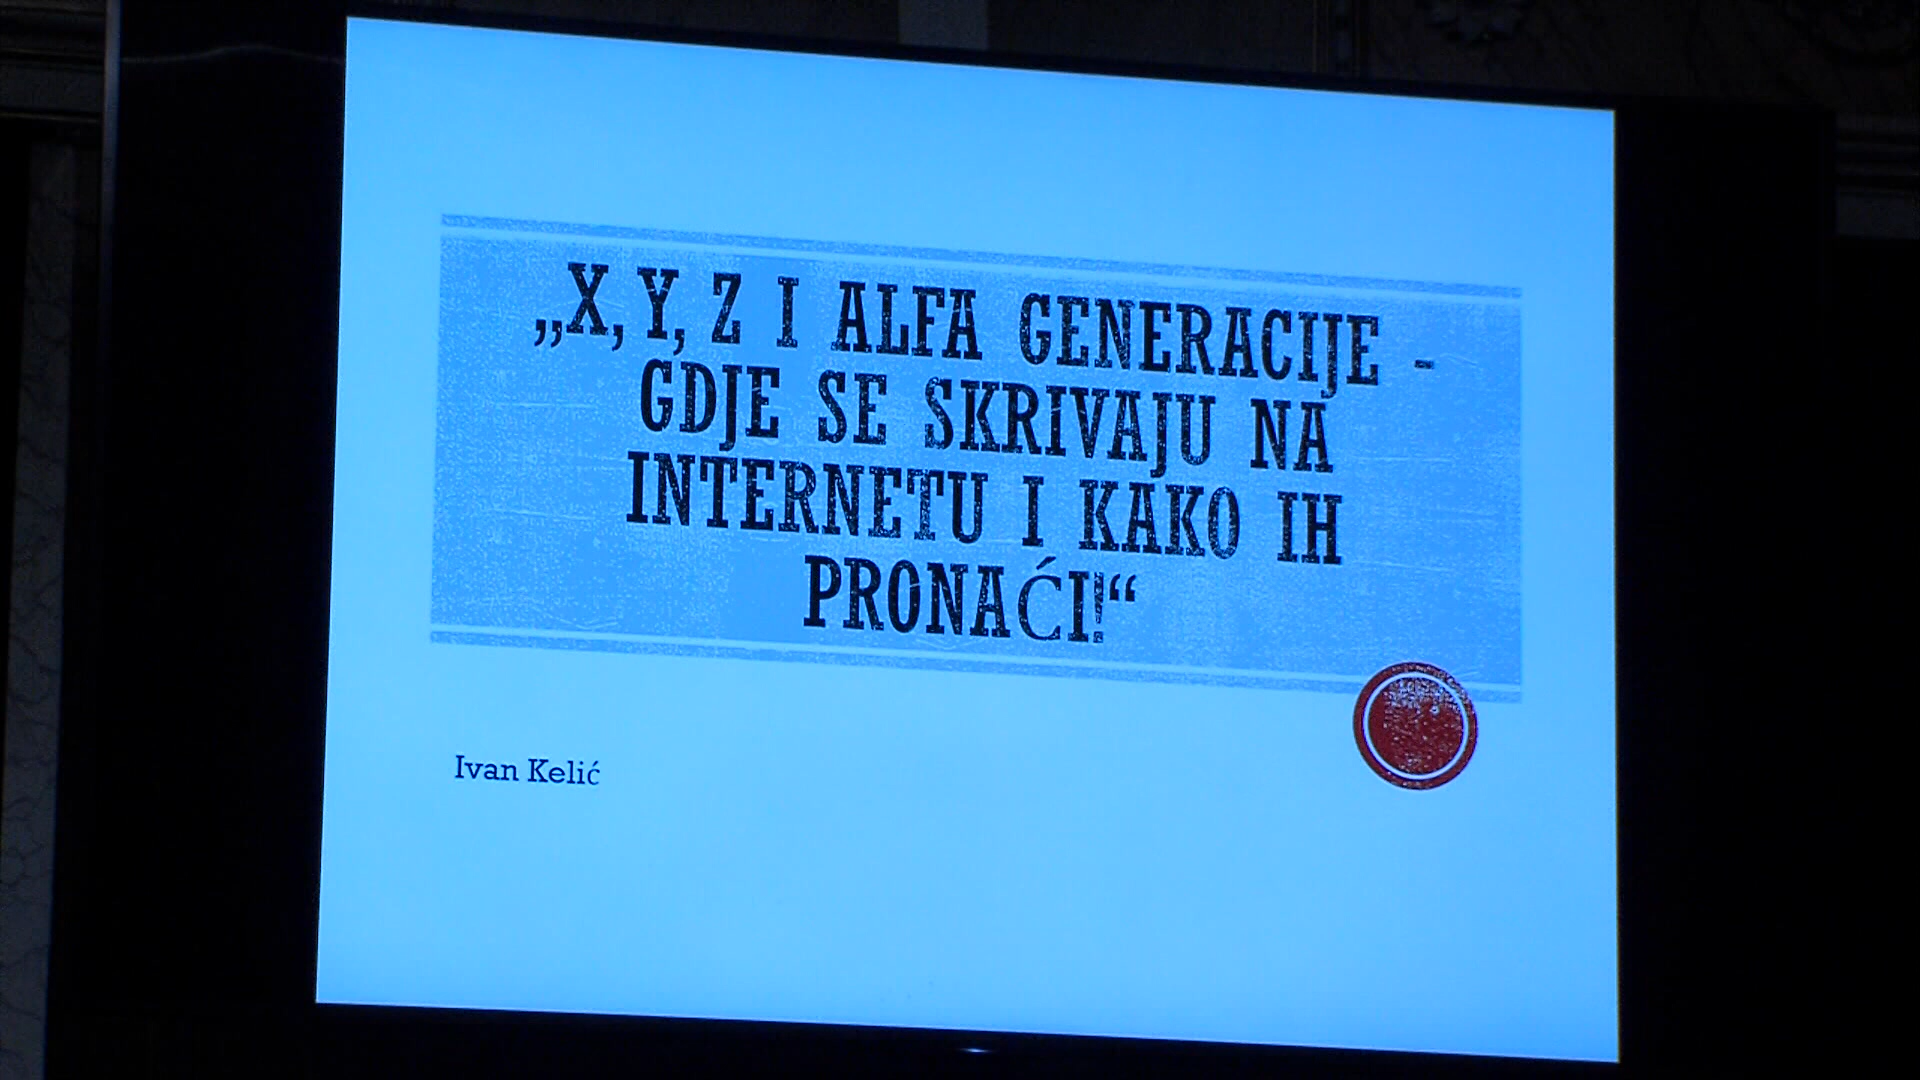 „X, Y, Z I ALFA GENERACIJE -
GDJE SE SKRIVAJU NA
INTERNETU I KAKO IH
PRONAĆI!“
Ivan Kelić